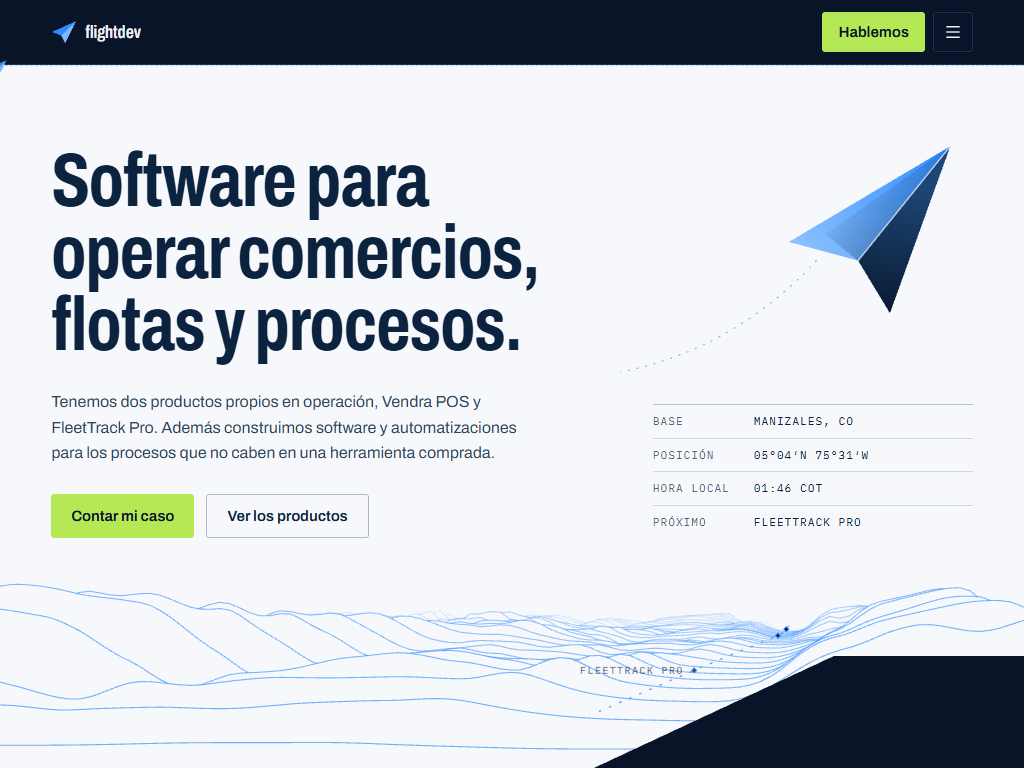 flightdev
Hablemos
Software para
operar comercios,
flotas y procesos.
Tenemos dos productos propios en operación, Vendra POS y
FleetTrack Pro. Además construimos software y automatizaciones
para los procesos que no caben en una herramienta comprada.
Contar mi caso
Ver los productos
BASE MANIZALES, CO
POSICIÓN 05°04′N 75°31′W
HORA LOCAL 01:46 COT
PRÓXIMO FLEETTRACK PRO
FLEETTRACK PRO